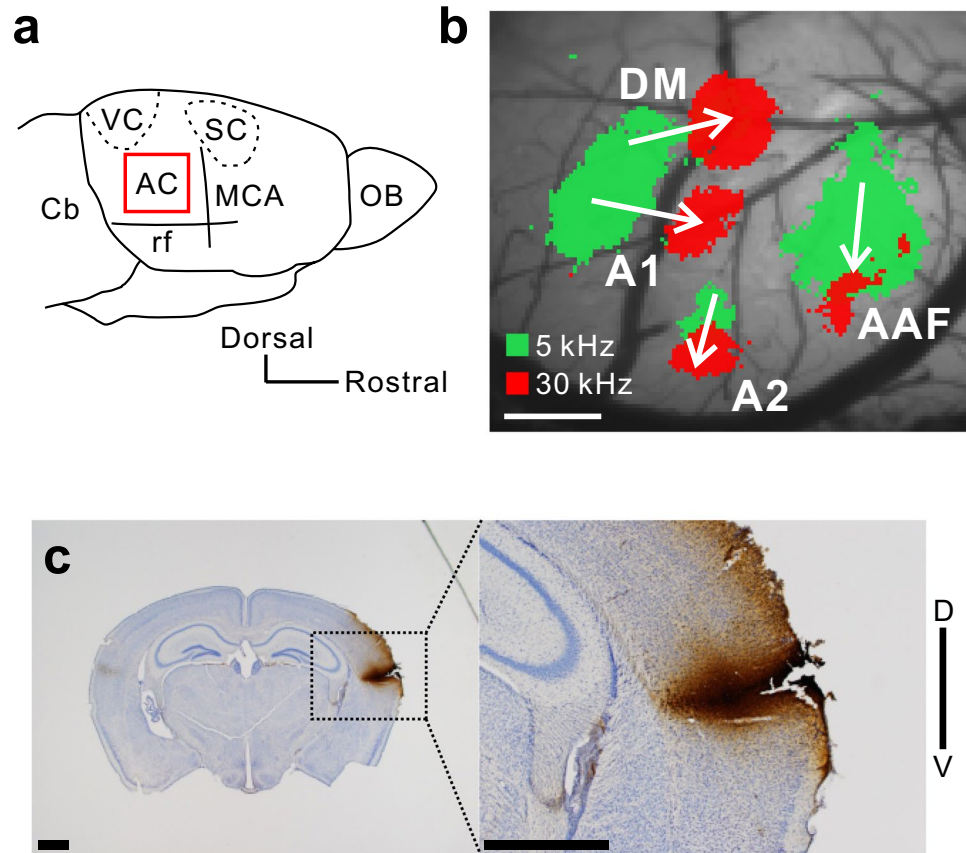 a
VC
SC
AC
MCA
OB
Cb
rf
Dorsal
Rostral
b
DM
A1
AAF
5 kHz
30 kHz
A2
c
D
V